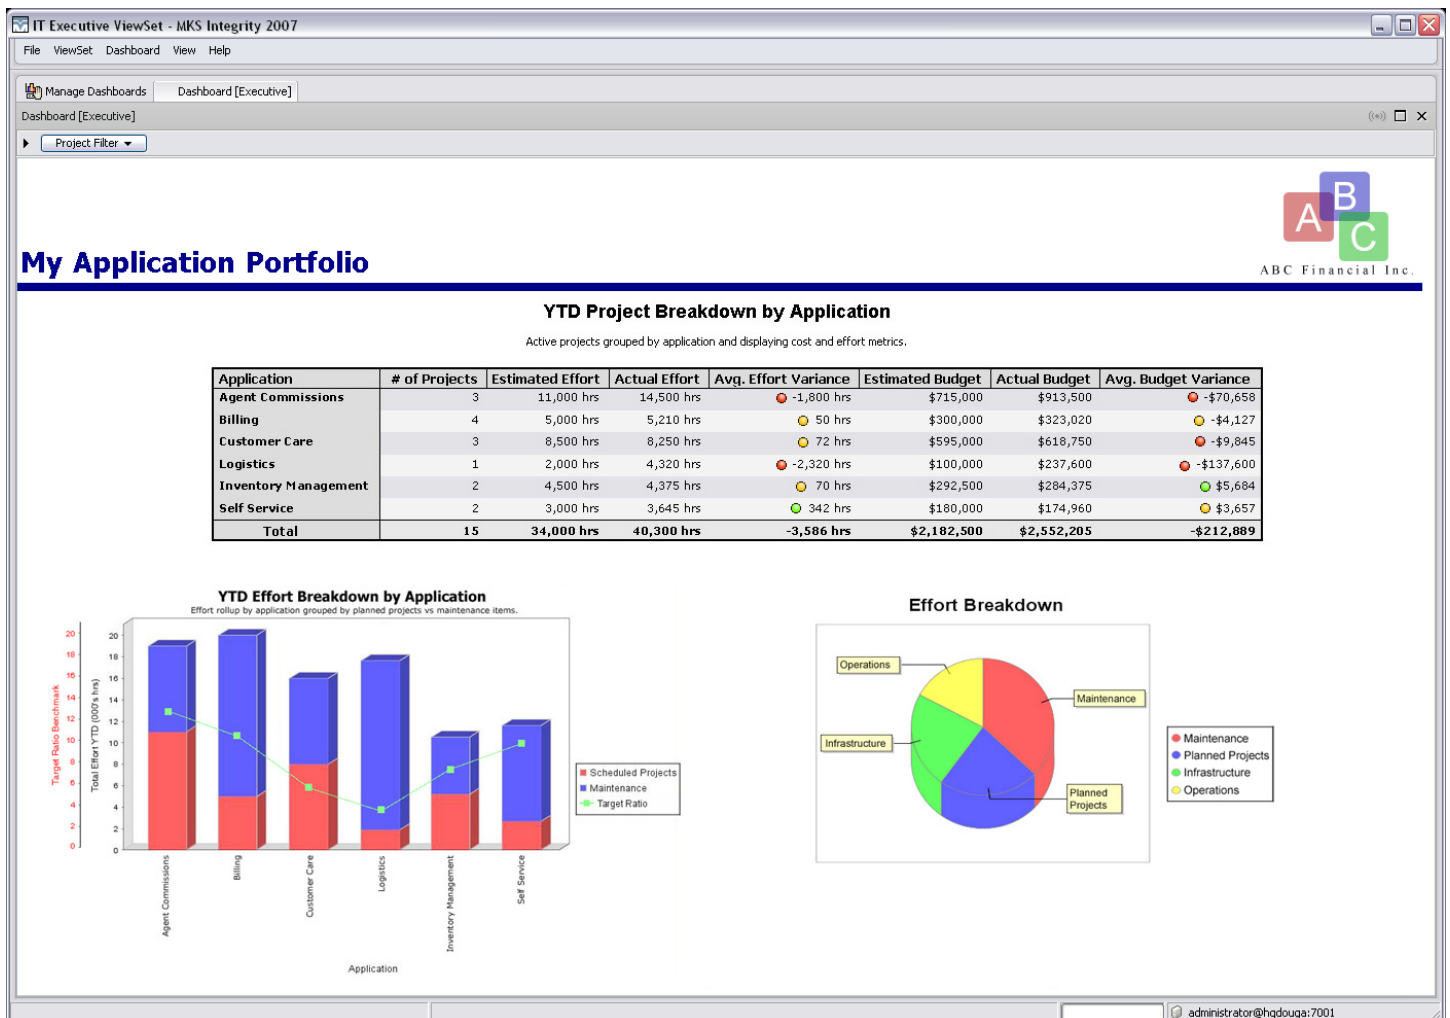 IT Executive ViewSet - MKS Integrity 2007
File ViewSet Dashboard View Help
Manage Dashboards Dashboard [Executive]
Dashboard [Executive]
Project Filter
A B C
ABC Financial Inc.
My Application Portfolio
YTD Project Breakdown by Application
Active projects grouped by application and displaying cost and effort metrics.
Application # of Projects Estimated Effort Actual Effort Avg. Effort Variance Estimated Budget Actual Budget Avg. Budget Variance
Agent Commissions 3 11,000 hrs 14,500 hrs -1,800 hrs $715,000 $913,500 -$70,658
Billing 4 5,000 hrs 5,210 hrs 50 hrs $300,000 $323,020 -$4,127
Customer Care 3 8,500 hrs 8,250 hrs 72 hrs $595,000 $618,750 -$9,845
Logistics 1 2,000 hrs 4,320 hrs -2,320 hrs $100,000 $237,600 -$137,600
Inventory Management 2 4,500 hrs 4,375 hrs 70 hrs $292,500 $284,375 $5,684
Self Service 2 3,000 hrs 3,645 hrs 342 hrs $180,000 $174,960 $3,657
Total 15 34,000 hrs 40,300 hrs -3,586 hrs $2,182,500 $2,552,205 -$212,889
YTD Effort Breakdown by Application
Effort rollup by application grouped by planned projects vs maintenance items.
Target Ratio Benchmark
20
18
16
14
12
10
8
6
4
2
0
Total Effort YTD (000's hrs)
20
18
16
14
12
10
8
6
4
2
0
Agent Commissions
Billing
Customer Care
Logistics
Inventory Management
Self Service
Application
Scheduled Projects
Maintenance
Target Ratio
Effort Breakdown
Operations
Maintenance
Infrastructure
Planned
Projects
Maintenance
Planned Projects
Infrastructure
Operations
administrator@hqdouga:7001